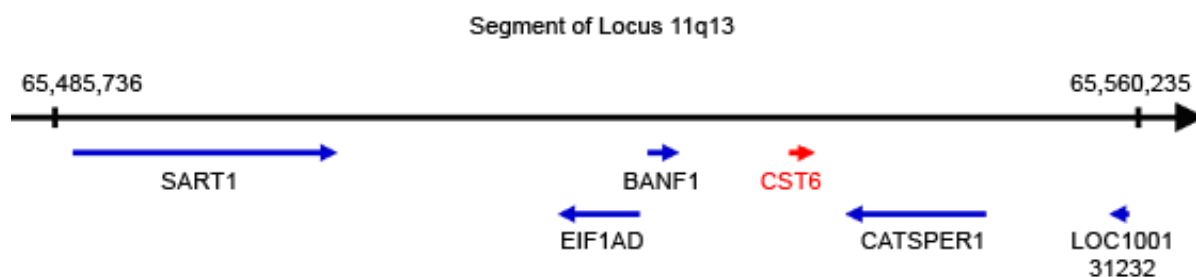 Segment of Locus 11q13
65,485,736
65,560,235
SART1
BANF1
CST6
EIF1AD
CATSPER1
LOC1001
31232